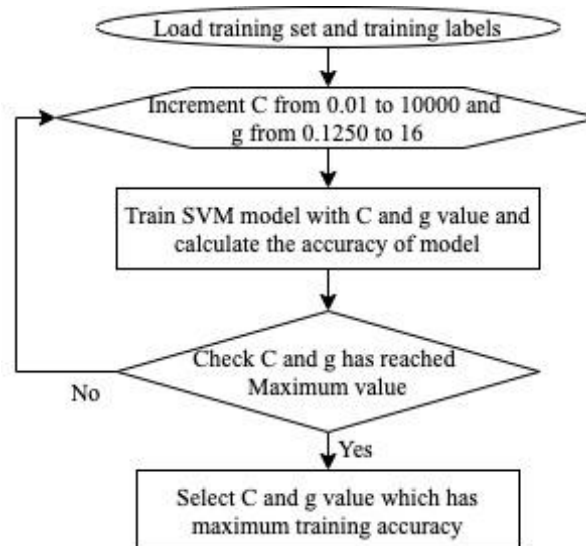 Load training set and training labels
Increment C from 0.01 to 10000 and
g from 0.1250 to 16
Train SVM model with C and g value and
calculate the accuracy of model
Check C and g has reached
Maximum value
No
Yes
Select C and g value which has
maximum training accuracy